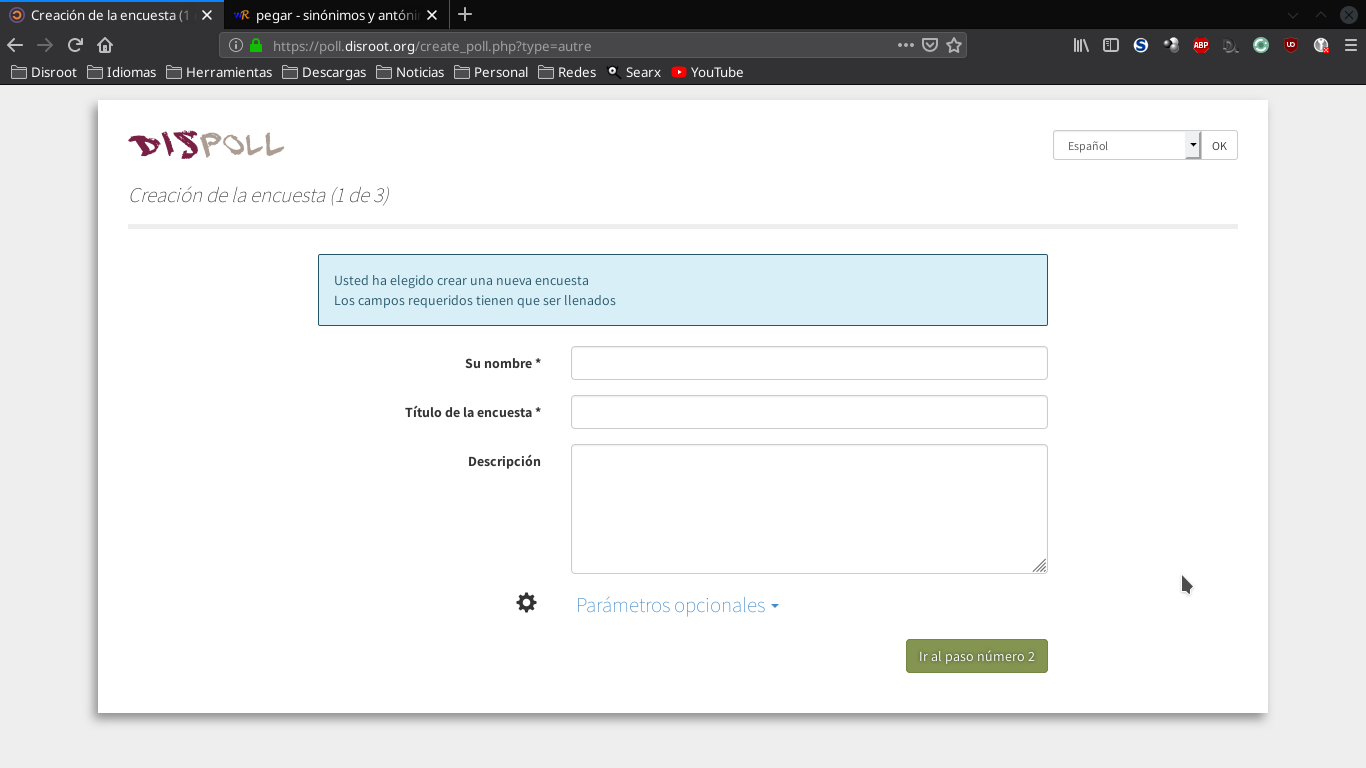 Creación de la encuesta (1
pegar - sinónimos y antóni
https://poll.disroot.org/create_poll.php?type=autre
ABP
UD
Disroot
Idiomas
Herramientas
Descargas
Noticias
Personal
Redes
Searx
YouTube
DISPOLL
Español
OK
Creación de la encuesta (1 de 3)
Usted ha elegido crear una nueva encuesta
Los campos requeridos tienen que ser llenados
Su nombre *
Título de la encuesta *
Descripción
Parámetros opcionales
Ir al paso número 2